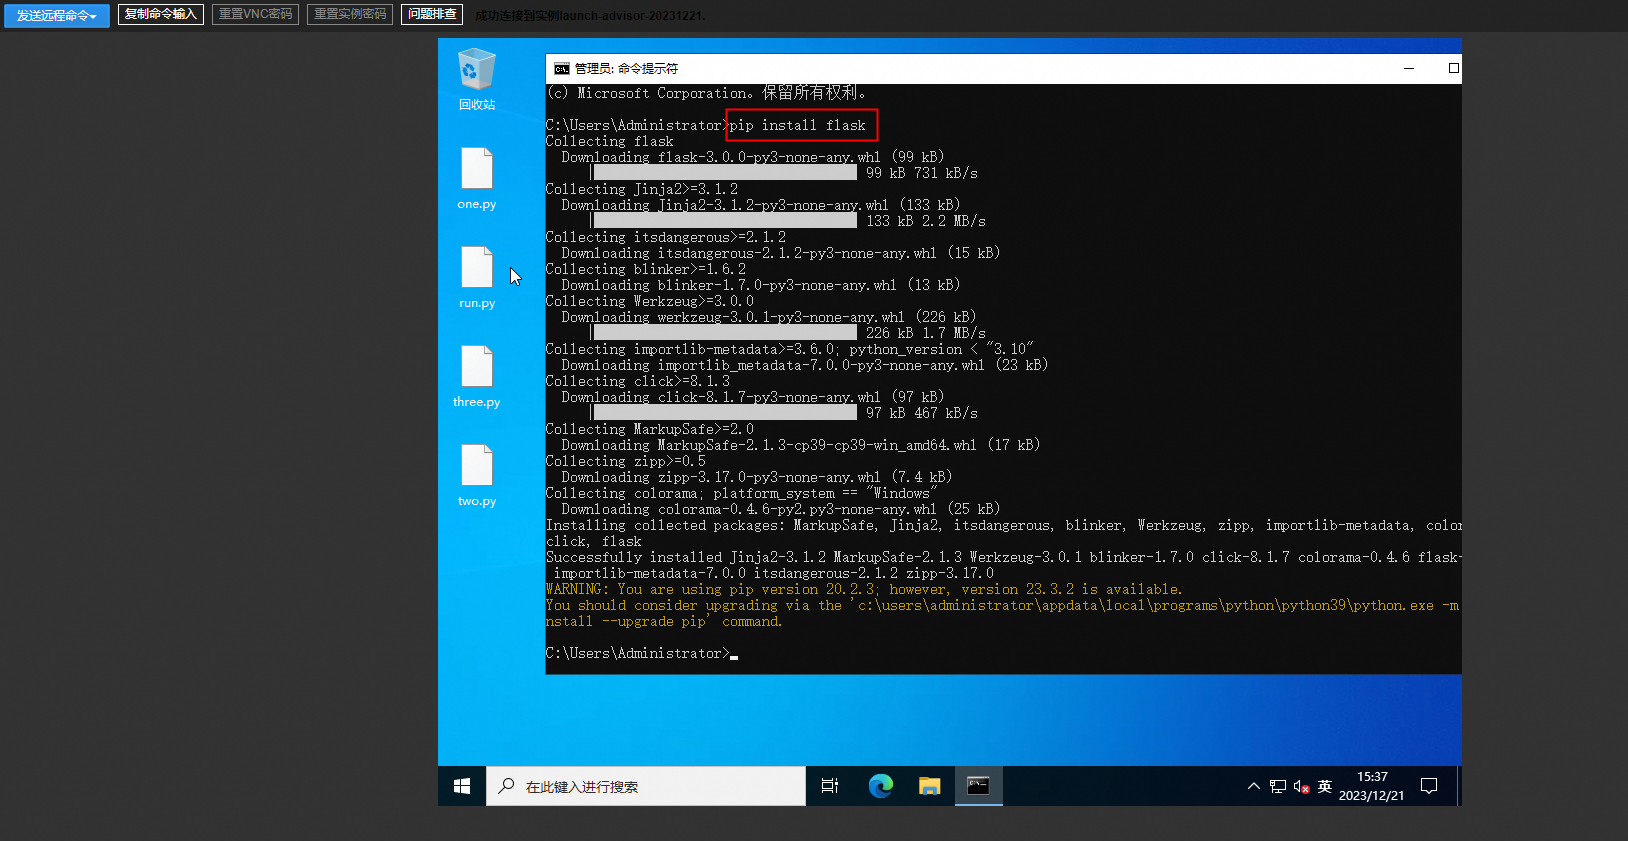 发送远程命令 复制命令输入 重置VNC密码 重置实例密码 问题排查 成功连接到实例launch-advisor-20231221.
回收站
one.py
run.py
three.py
two.py
管理员: 命令提示符
(c) Microsoft Corporation。保留所有权利。
C:\Users\Administrator>pip install flask
Collecting flask
Downloading flask-3.0.0-py3-none-any.whl (99 kB)
99 kB 731 kB/s
Collecting Jinja2>=3.1.2
Downloading Jinja2-3.1.2-py3-none-any.whl (133 kB)
133 kB 2.2 MB/s
Collecting itsdangerous>=2.1.2
Downloading itsdangerous-2.1.2-py3-none-any.whl (15 kB)
Collecting blinker>=1.6.2
Downloading blinker-1.7.0-py3-none-any.whl (13 kB)
Collecting Werkzeug>=3.0.0
Downloading werkzeug-3.0.1-py3-none-any.whl (226 kB)
226 kB 1.7 MB/s
Collecting importlib-metadata>=3.6.0; python_version < "3.10"
Downloading importlib_metadata-7.0.0-py3-none-any.whl (23 kB)
Collecting click>=8.1.3
Downloading click-8.1.7-py3-none-any.whl (97 kB)
97 kB 467 kB/s
Collecting MarkupSafe>=2.0
Downloading MarkupSafe-2.1.3-cp39-cp39-win_amd64.whl (17 kB)
Collecting zipp>=0.5
Downloading zipp-3.17.0-py3-none-any.whl (7.4 kB)
Collecting colorama; platform_system == "Windows"
Downloading colorama-0.4.6-py2.py3-none-any.whl (25 kB)
Installing collected packages: MarkupSafe, Jinja2, itsdangerous, blinker, Werkzeug, zipp, importlib-metadata, color
click, flask
Successfully installed Jinja2-3.1.2 MarkupSafe-2.1.3 Werkzeug-3.0.1 blinker-1.7.0 click-8.1.7 colorama-0.4.6 flask-
importlib-metadata-7.0.0 itsdangerous-2.1.2 zipp-3.17.0
WARNING: You are using pip version 20.2.3; however, version 23.3.2 is available.
You should consider upgrading via the 'c:\users\administrator\appdata\local\programs\python\python39\python.exe -m
nstall --upgrade pip' command.
C:\Users\Administrator>
在此键入进行搜索
英
15:37
2023/12/21